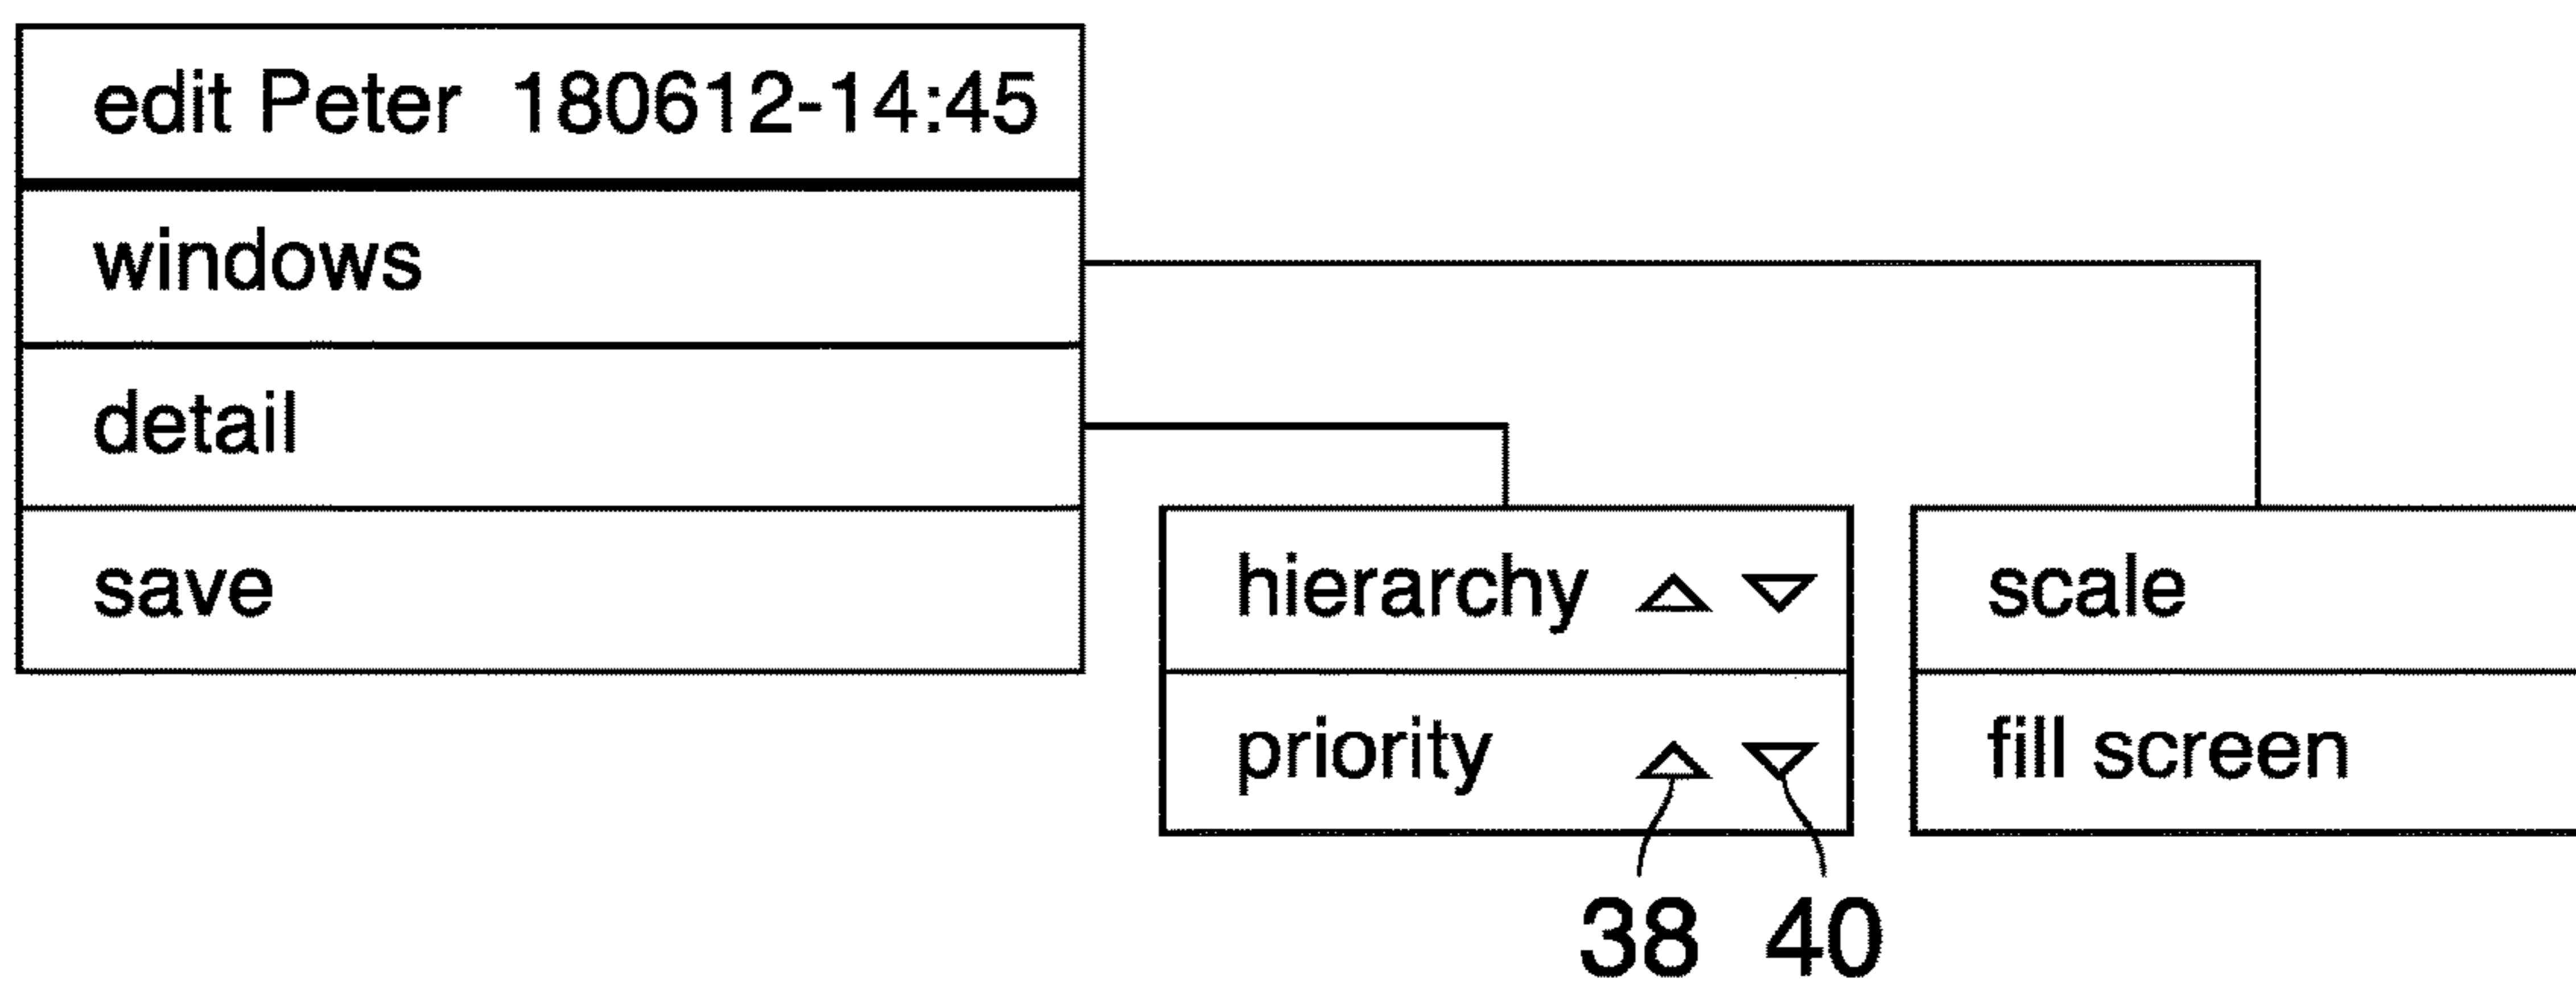 edit Peter 180612-14:45
windows
detail
save
hierarchy
priority
scale
fill screen
38 40